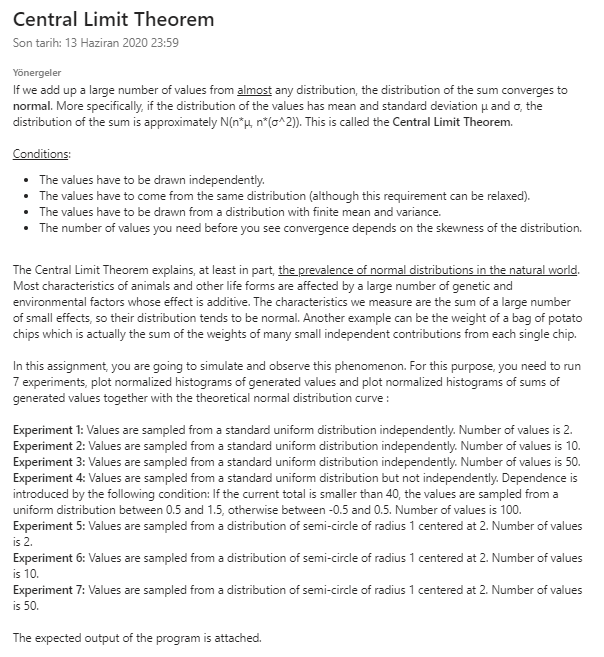 Central Limit Theorem
Son tarih: 13 Haziran 2020 23:59
Yönergeler
If we add up a large number of values from almost any distribution, the distribution of the sum converges to
normal. More specifically, if the distribution of the values has mean and standard deviation μ and σ, the
distribution of the sum is approximately N(n*μ, n*(σ^2)). This is called the Central Limit Theorem.
Conditions:
• The values have to be drawn independently.
• The values have to come from the same distribution (although this requirement can be relaxed).
• The values have to be drawn from a distribution with finite mean and variance.
• The number of values you need before you see convergence depends on the skewness of the distribution.
The Central Limit Theorem explains, at least in part, the prevalence of normal distributions in the natural world.
Most characteristics of animals and other life forms are affected by a large number of genetic and
environmental factors whose effect is additive. The characteristics we measure are the sum of a large number
of small effects, so their distribution tends to be normal. Another example can be the weight of a bag of potato
chips which is actually the sum of the weights of many small independent contributions from each single chip.
In this assignment, you are going to simulate and observe this phenomenon. For this purpose, you need to run
7 experiments, plot normalized histograms of generated values and plot normalized histograms of sums of
generated values together with the theoretical normal distribution curve :
Experiment 1: Values are sampled from a standard uniform distribution independently. Number of values is 2.
Experiment 2: Values are sampled from a standard uniform distribution independently. Number of values is 10.
Experiment 3: Values are sampled from a standard uniform distribution independently. Number of values is 50.
Experiment 4: Values are sampled from a standard uniform distribution but not independently. Dependence is
introduced by the following condition: If the current total is smaller than 40, the values are sampled from a
uniform distribution between 0.5 and 1.5, otherwise between -0.5 and 0.5. Number of values is 100.
Experiment 5: Values are sampled from a distribution of semi-circle of radius 1 centered at 2. Number of values
is 2.
Experiment 6: Values are sampled from a distribution of semi-circle of radius 1 centered at 2. Number of values
is 10.
Experiment 7: Values are sampled from a distribution of semi-circle of radius 1 centered at 2. Number of values
is 50.
The expected output of the program is attached.